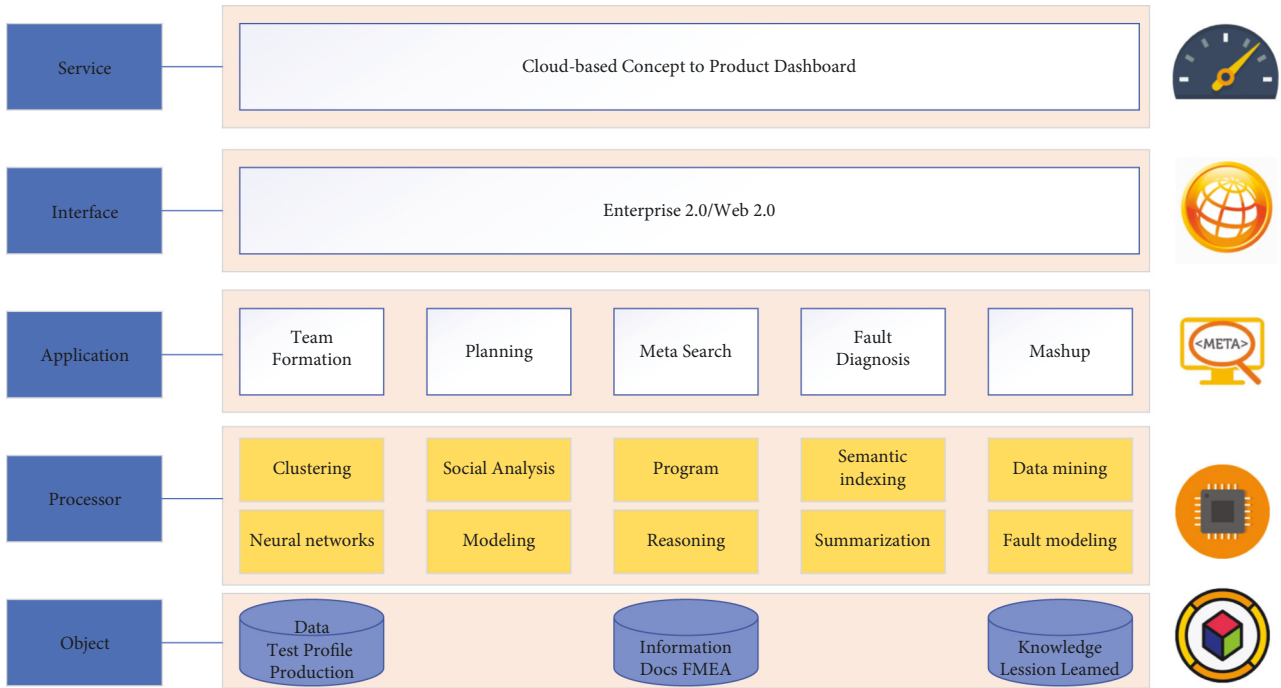 Service
Cloud-based Concept to Product Dashboard
Interface
Enterprise 2.0/Web 2.0
Application
Team
Formation
Planning
Meta Search
Fault
Diagnosis
Mashup
<META>
Processor
Clustering
Social Analysis
Program
Semantic
indexing
Data mining
Neural networks
Modeling
Reasoning
Summarization
Fault modeling
Object
Data
Test Profile
Production
Information
Docs FMEA
Knowledge
Lession Leamed